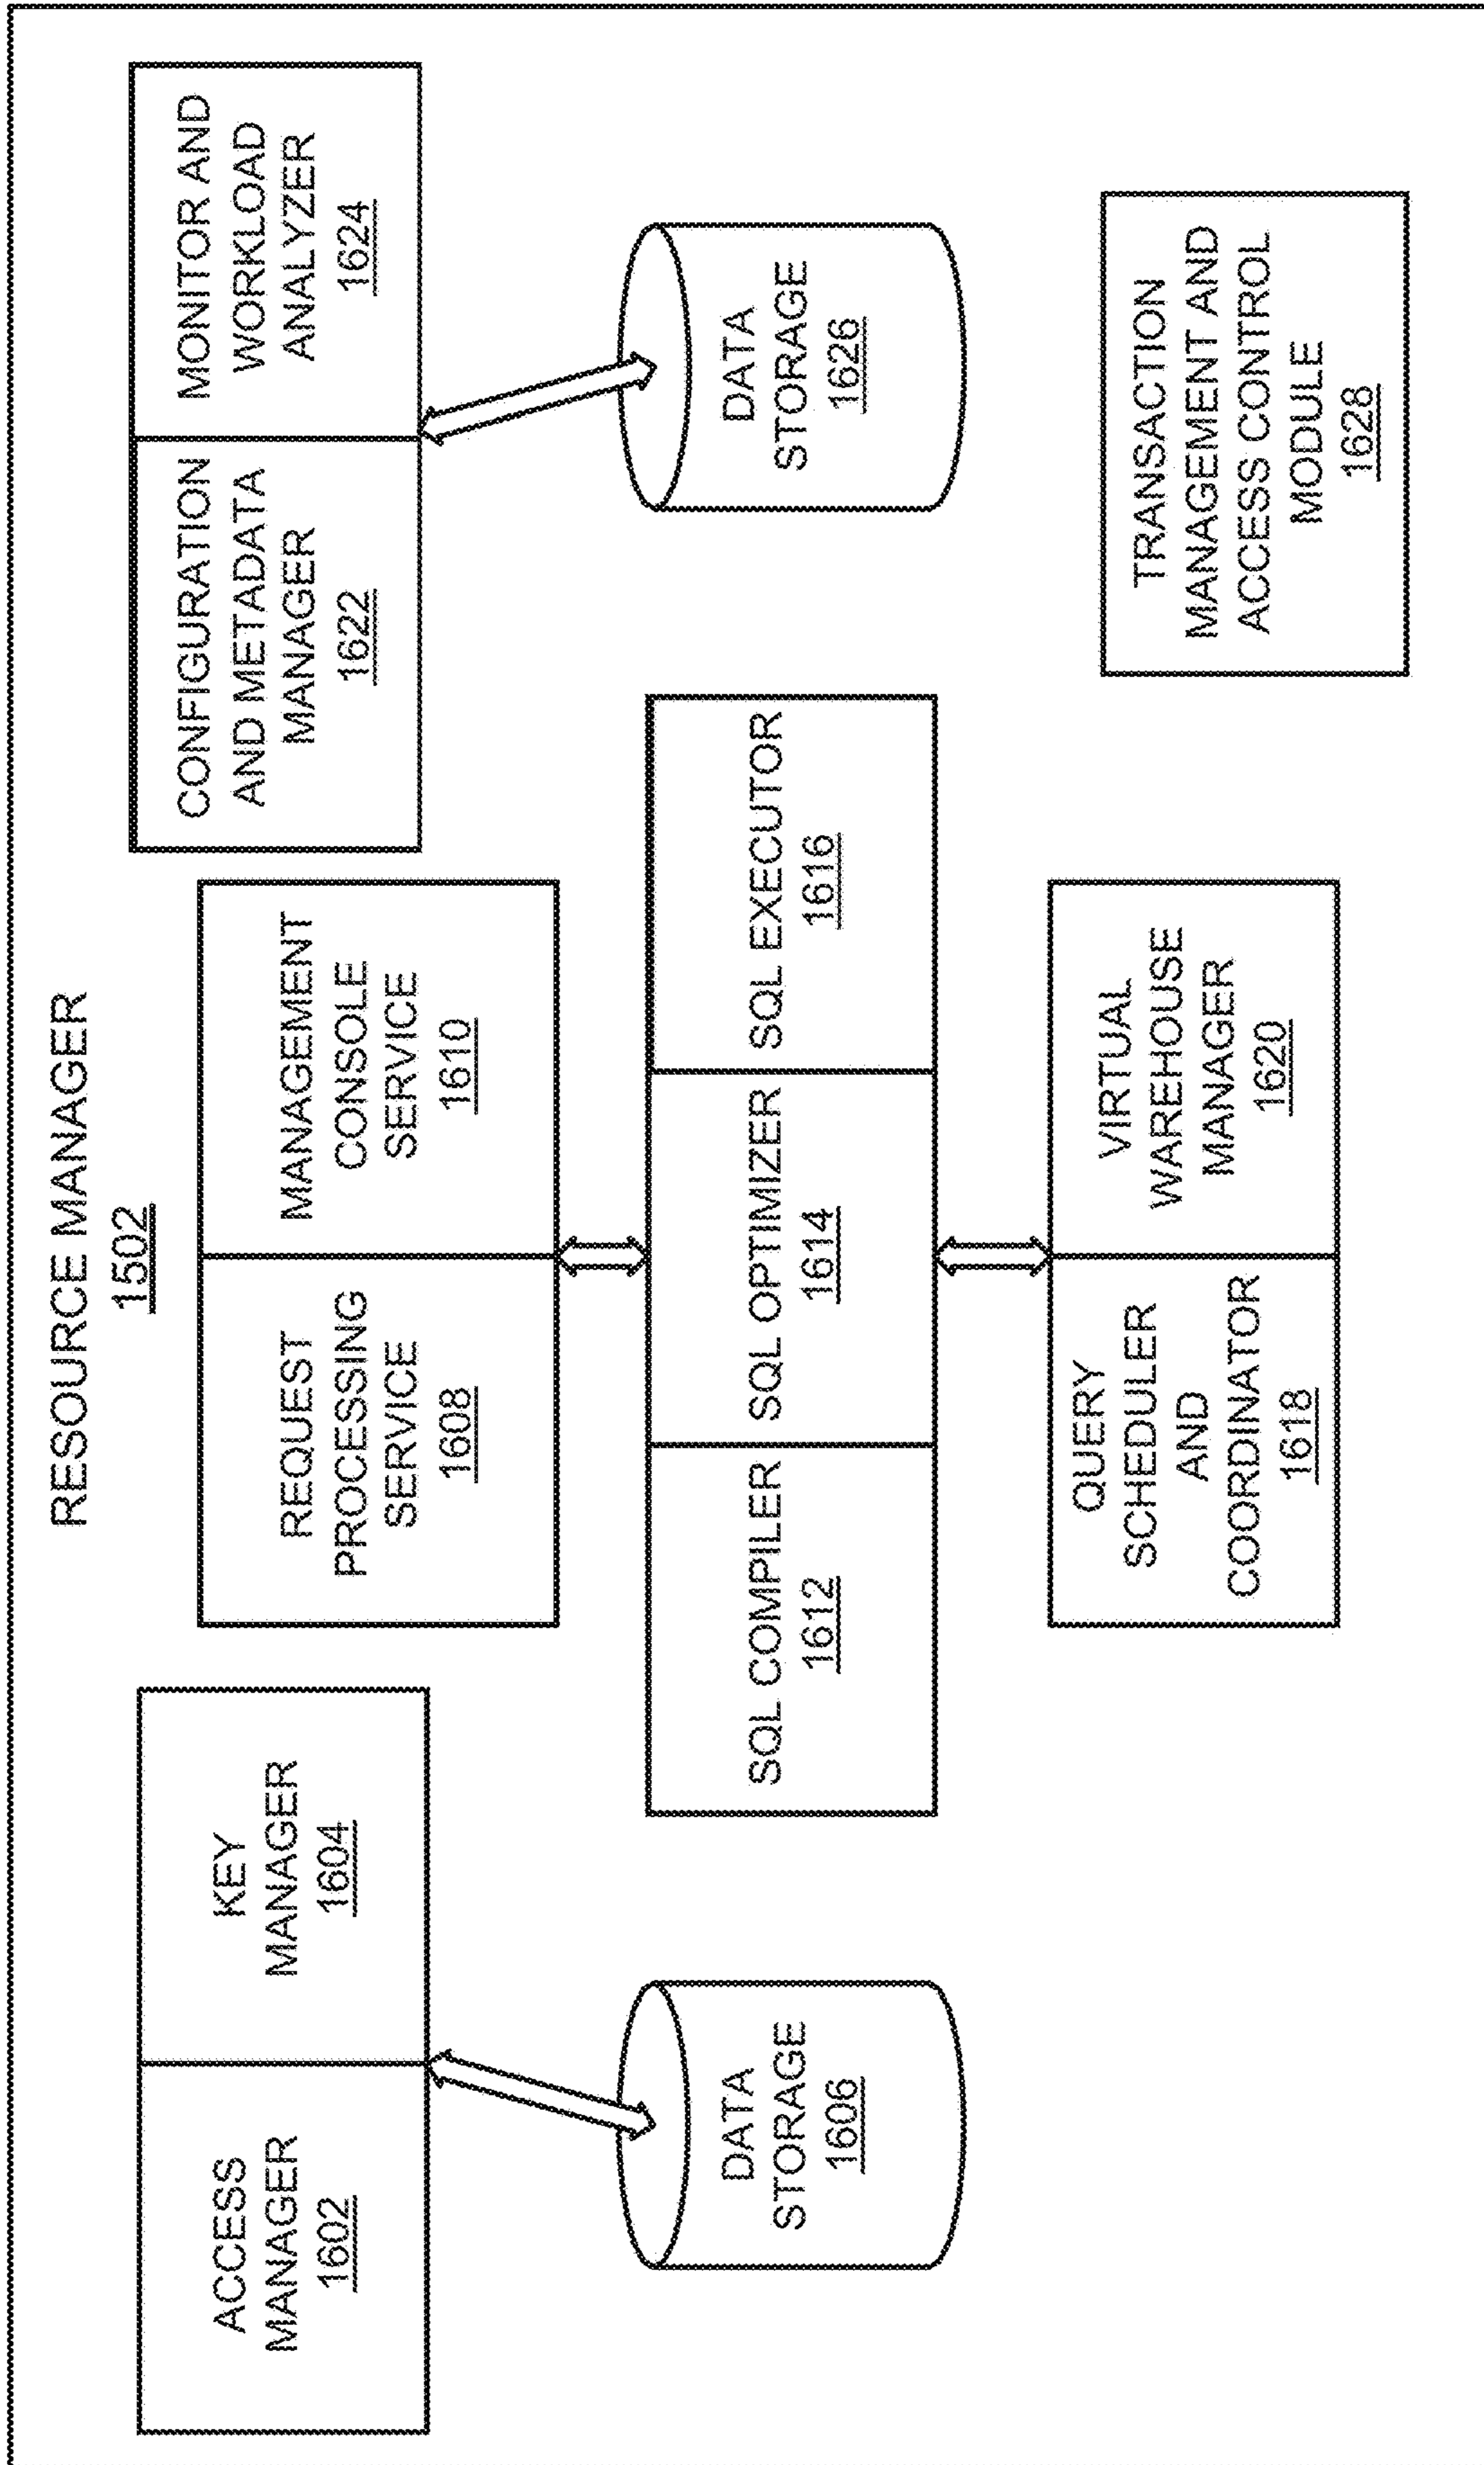 RESOURCE MANAGER
1502
ACCESS
MANAGER
1602
KEY
MANAGER
1604
DATA
STORAGE
1606
REQUEST
PROCESSING
SERVICE
1608
MANAGEMENT
CONSOLE
SERVICE
1610
SQL COMPILER
1612
SQL OPTIMIZER
1614
SQL EXECUTOR
1616
QUERY
SCHEDULER
AND
COORDINATOR
1618
VIRTUAL
WAREHOUSE
MANAGER
1620
CONFIGURATION
AND METADATA
MANAGER
1622
MONITOR AND
WORKLOAD
ANALYZER
1624
DATA
STORAGE
1626
TRANSACTION
MANAGEMENT AND
ACCESS CONTROL
MODULE
1628